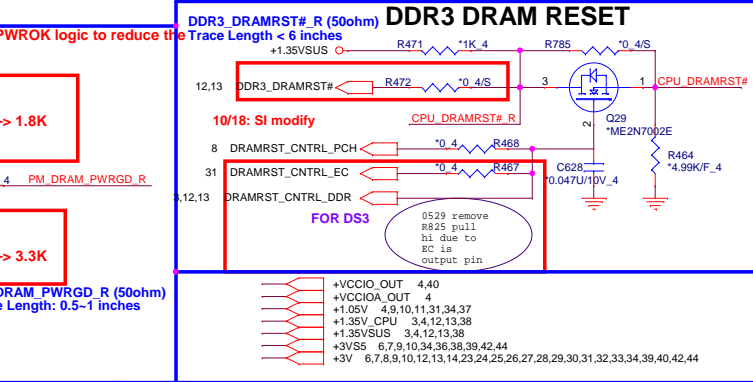 PWROK logic to reduce the
-> 1.8K
4 PM_DRAM_PWRGD_R
-> 3.3K
DRAM_PWRGD_R (50ohm)
e Length: 0.5~1 inches
DDR3_DRAMRST#_R (50ohm)
Trace Length < 6 inches
DDR3 DRAM RESET
+1.35VSUS
R471
*1K_4
R785
*0_4/S
12,13 DDR3_DRAMRST#
R472
*0_4/S
3
1
CPU_DRAMRST#
10/18: SI modify
CPU_DRAMRST#_R
2
Q29
*ME2N7002E
8 DRAMRST_CNTRL_PCH
*0_4
R468
31 DRAMRST_CNTRL_EC
*0_4
R467
C628
*0.047U/10V_4
R464
*4.99K/F_4
3,12,13 DRAMRST_CNTRL_DDR
FOR DS3
0529 remove
R825 pull
hi due to
EC is
output pin
+VCCIO_OUT 4,40
+VCCIOA_OUT 4
+1.05V 4,9,10,11,31,34,37
+1.35V_CPU 3,4,12,13,38
+1.35VSUS 3,4,12,13,38
+3VS5 6,7,9,10,34,36,38,39,42,44
+3V 6,7,8,9,10,12,13,14,23,24,25,26,27,28,29,30,31,32,33,34,39,40,42,44